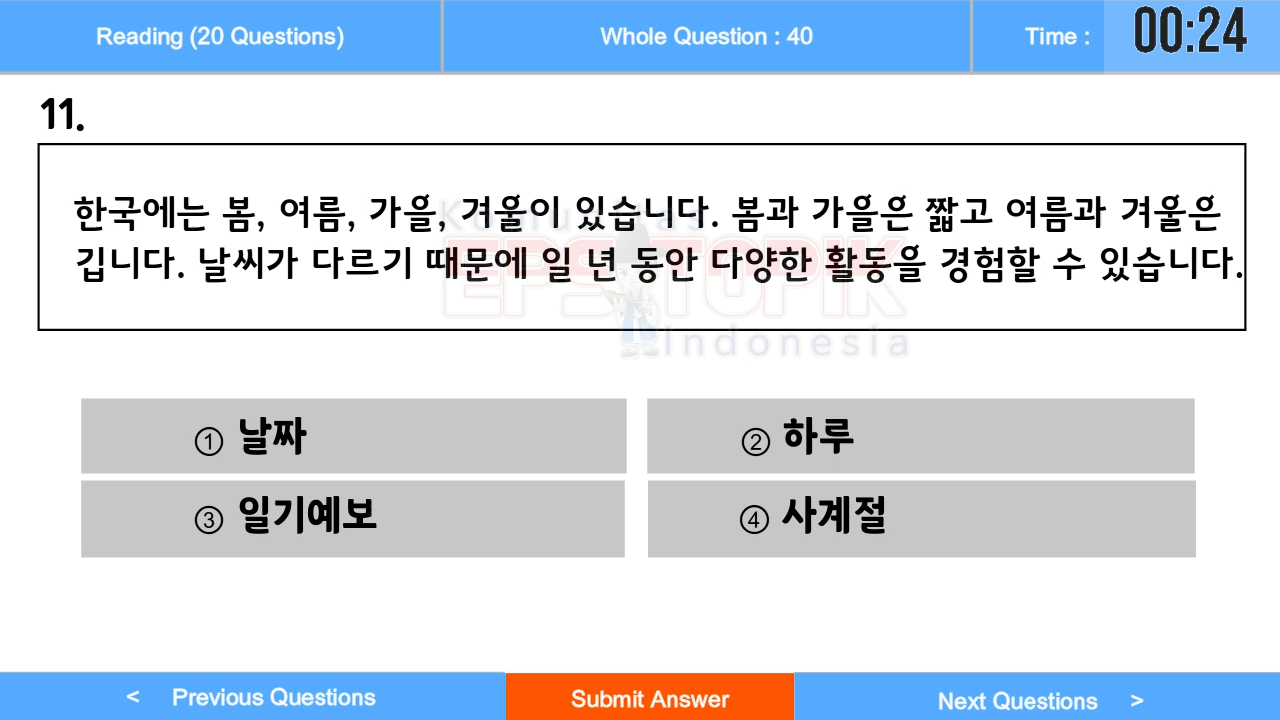 Reading (20 Questions)
Whole Question : 40
Time :
00:24
11.
한국에는 봄, 여름, 가을, 겨울이 있습니다. 봄과 가을은 짧고 여름과 겨울은
깁니다. 날씨가 다르기 때문에 일 년 동안 다양한 활동을 경험할 수 있습니다.
EPS TOPIK
Indonesia
① 날짜
② 하루
③ 일기예보
④ 사계절
< Previous Questions
Submit Answer
Next Questions >